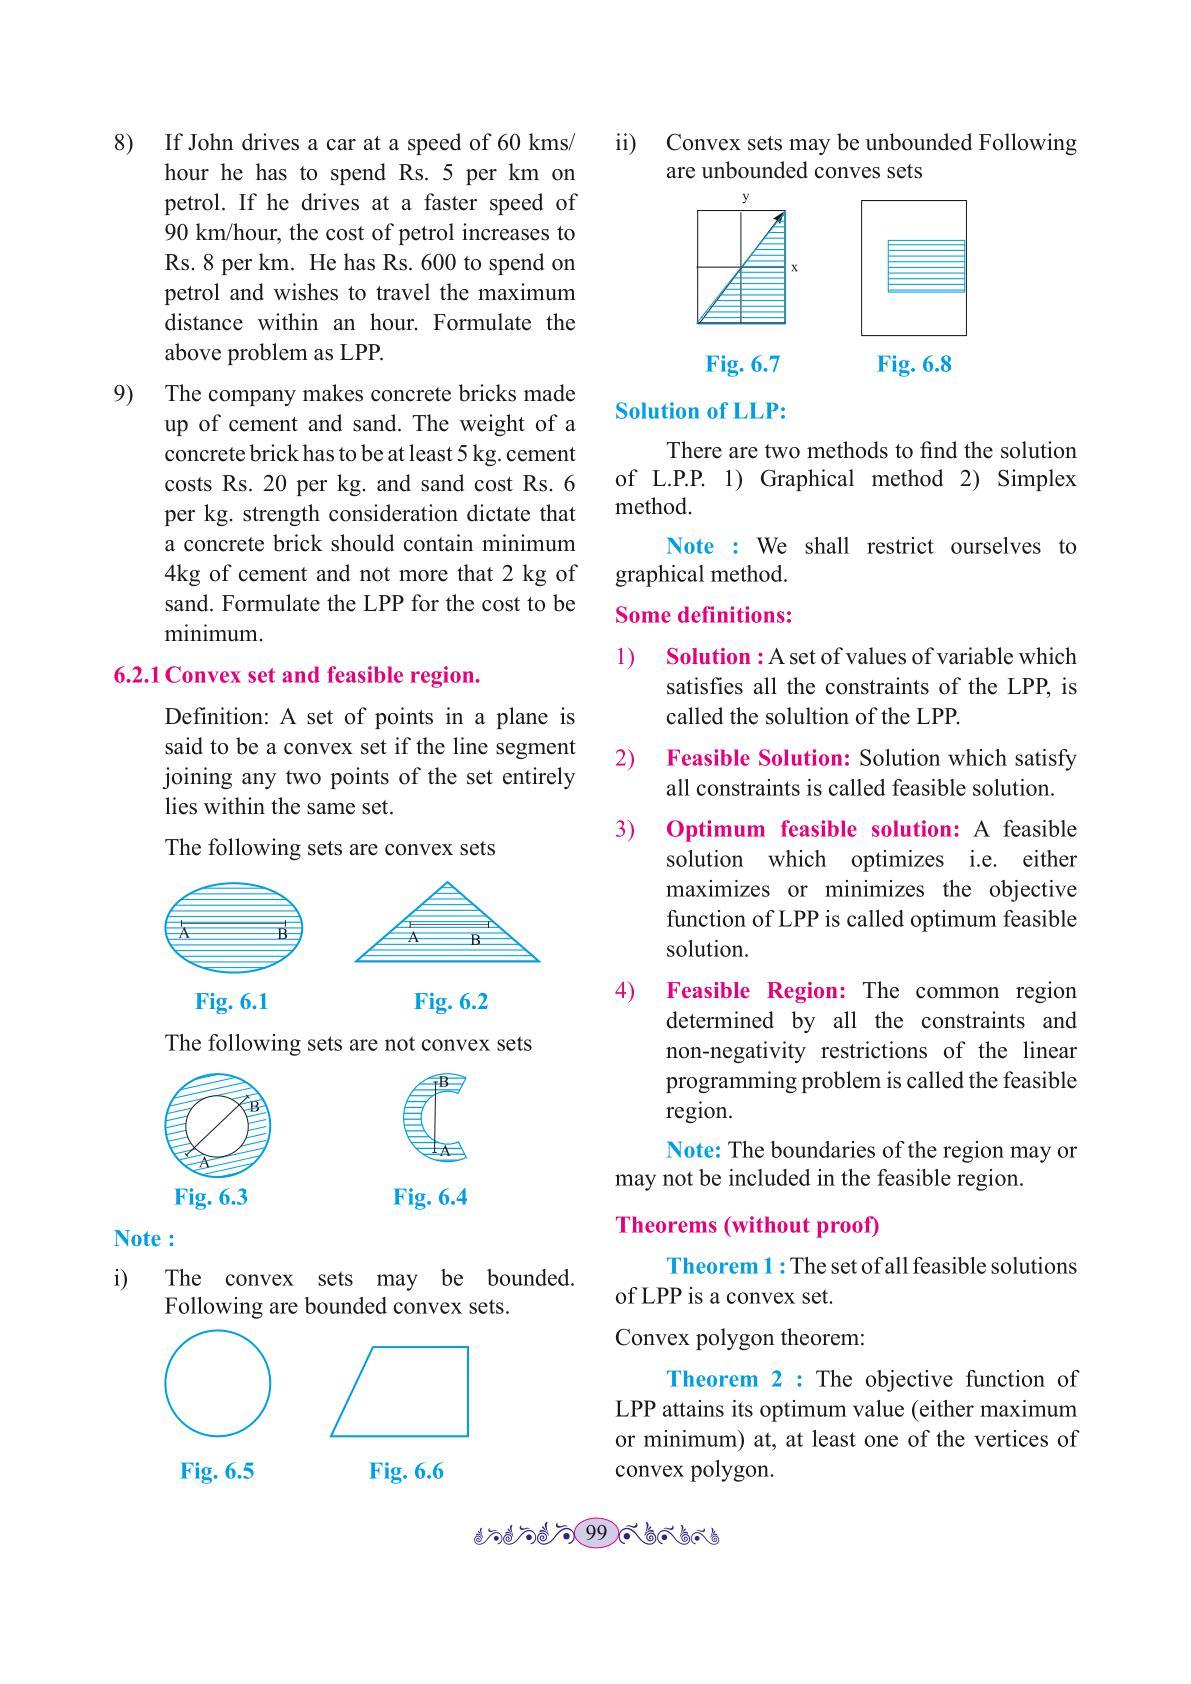 8) If John drives a car at a speed of 60 kms/
hour he has to spend Rs. 5 per km on
petrol. If he drives at a faster speed of
90 km/hour, the cost of petrol increases to
Rs. 8 per km. He has Rs. 600 to spend on
petrol and wishes to travel the maximum
distance within an hour. Formulate the
above problem as LPP.
9) The company makes concrete bricks made
up of cement and sand. The weight of a
concrete brick has to be at least 5 kg. cement
costs Rs. 20 per kg. and sand cost Rs. 6
per kg. strength consideration dictate that
a concrete brick should contain minimum
4kg of cement and not more that 2 kg of
sand. Formulate the LPP for the cost to be
minimum.
6.2.1 Convex set and feasible region.
Definition: A set of points in a plane is
said to be a convex set if the line segment
joining any two points of the set entirely
lies within the same set.
The following sets are convex sets
A B A B
Fig. 6.1 Fig. 6.2
The following sets are not convex sets
B
A
B
A
Fig. 6.3 Fig. 6.4
Note :
i) The convex sets may be bounded.
Following are bounded convex sets.
Fig. 6.5 Fig. 6.6
ii) Convex sets may be unbounded Following
are unbounded conves sets
y
x
Fig. 6.7 Fig. 6.8
Solution of LLP:
There are two methods to find the solution
of L.P.P. 1) Graphical method 2) Simplex
method.
Note : We shall restrict ourselves to
graphical method.
Some definitions:
1) Solution : A set of values of variable which
satisfies all the constraints of the LPP, is
called the solultion of the LPP.
2) Feasible Solution: Solution which satisfy
all constraints is called feasible solution.
3) Optimum feasible solution: A feasible
solution which optimizes i.e. either
maximizes or minimizes the objective
function of LPP is called optimum feasible
solution.
4) Feasible Region: The common region
determined by all the constraints and
non-negativity restrictions of the linear
programming problem is called the feasible
region.
Note: The boundaries of the region may or
may not be included in the feasible region.
Theorems (without proof)
Theorem 1 : The set of all feasible solutions
of LPP is a convex set.
Convex polygon theorem:
Theorem 2 : The objective function of
LPP attains its optimum value (either maximum
or minimum) at, at least one of the vertices of
convex polygon.
99